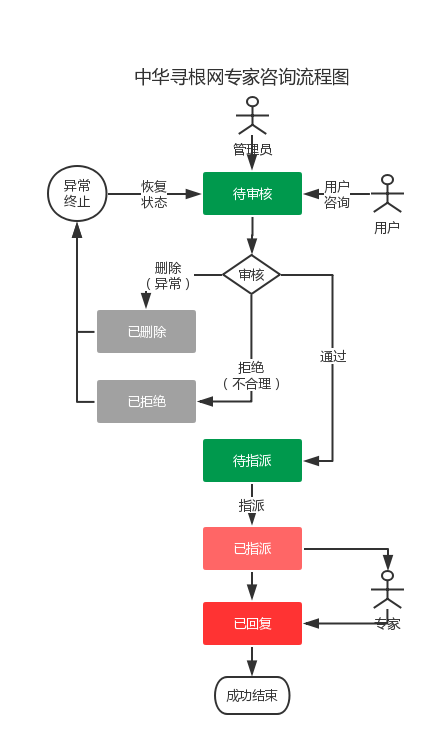 中华寻根网专家咨询流程图
管理员
异常
终止
恢复
状态
待审核
用户
咨询
用户
删除
（异常）
审核
已删除
通过
拒绝
（不合理）
已拒绝
待指派
指派
已指派
已回复
专家
成功结束